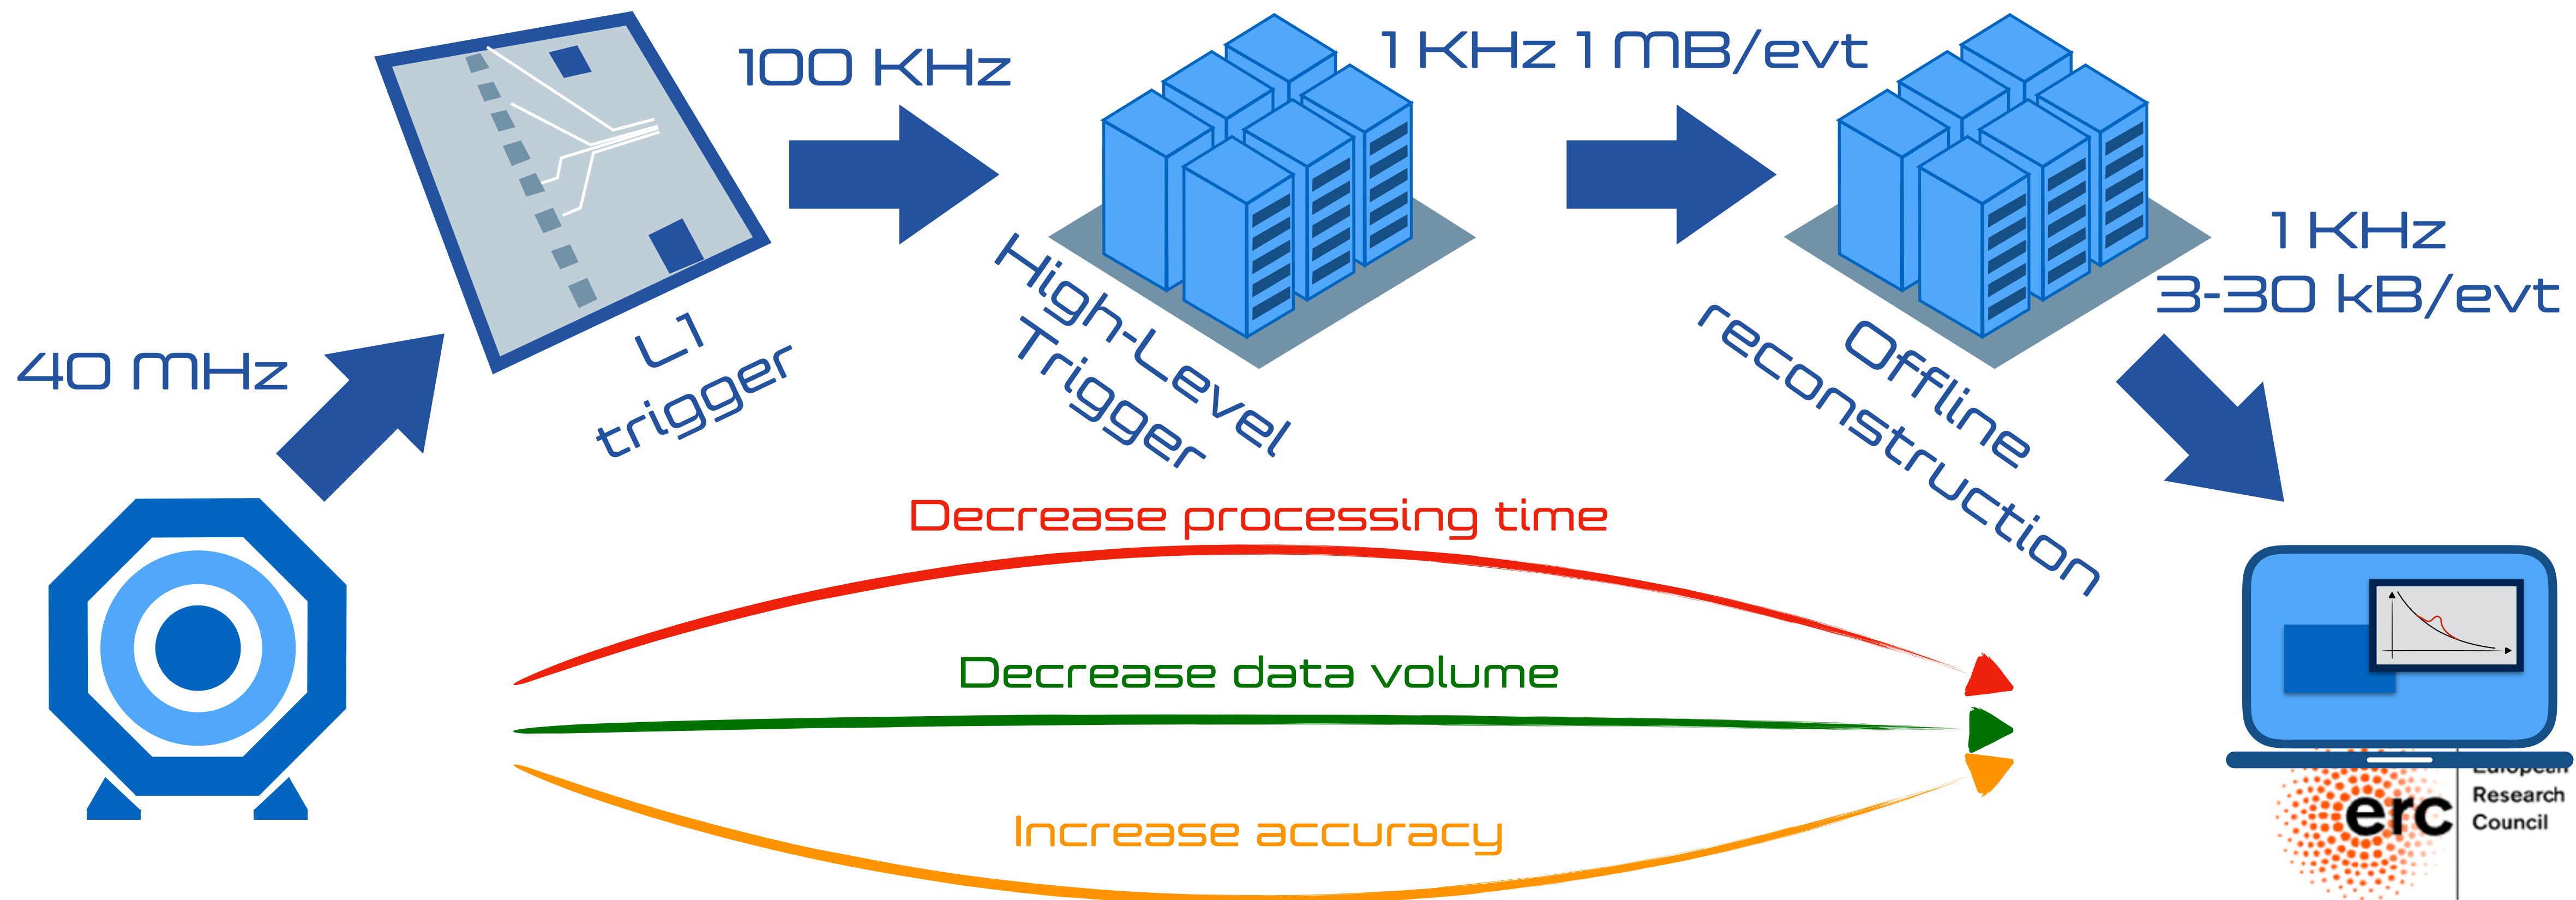 40 MHz
L1
trigger
100 KHz
High-Level
Trigger
1 KHz 1 MB/evt
Offline
reconstruction
1 KHz
3-30 kB/evt
Decrease processing time
Decrease data volume
Increase accuracy
European
Research
Council
erc